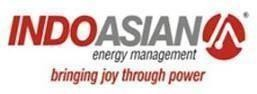 INDOASIAN®
energy management
bringing joy through power